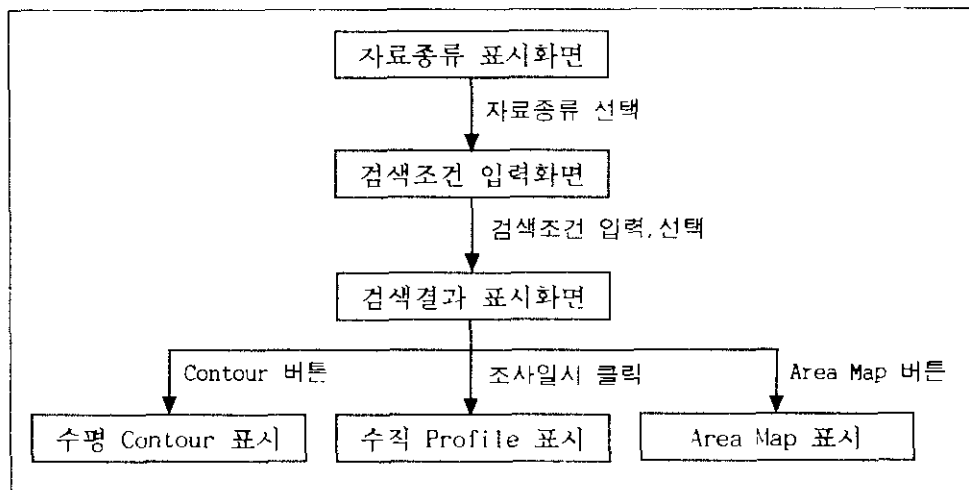 자료종류 표시화면
자료종류 선택
검색조건 입력화면
검색조건 입력,선택
검색결과 표시화면
Contour 버튼
조사일시 클릭
Area Map 버튼
수평 Contour 표시
수직 Profile 표시
Area Map 표시